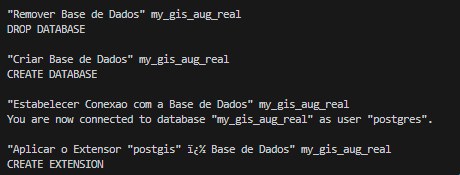 "Remover Base de Dados" my_gis_aug_real
DROP DATABASE
"Criar Base de Dados" my_gis_aug_real
CREATE DATABASE
"Estabelecer Conexao com a Base de Dados" my_gis_aug_real
You are now connected to database "my_gis_aug_real" as user "postgres".
"Aplicar o Extensor "postgis" ï¿½ Base de Dados" my_gis_aug_real
CREATE EXTENSION